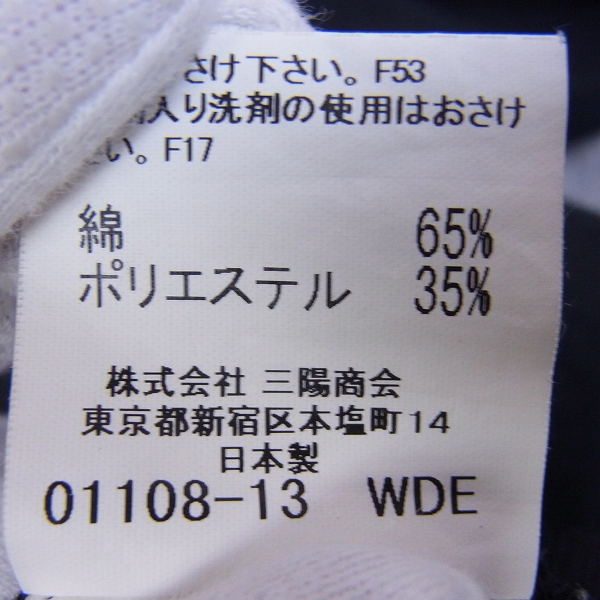 さけ下さい。F53
入り洗剤の使用はおさけ
さい。F17
綿 65%
ポリエステル 35%
株式会社 三陽商会
東京都新宿区本塩町14
日本製
01108-13 WDE